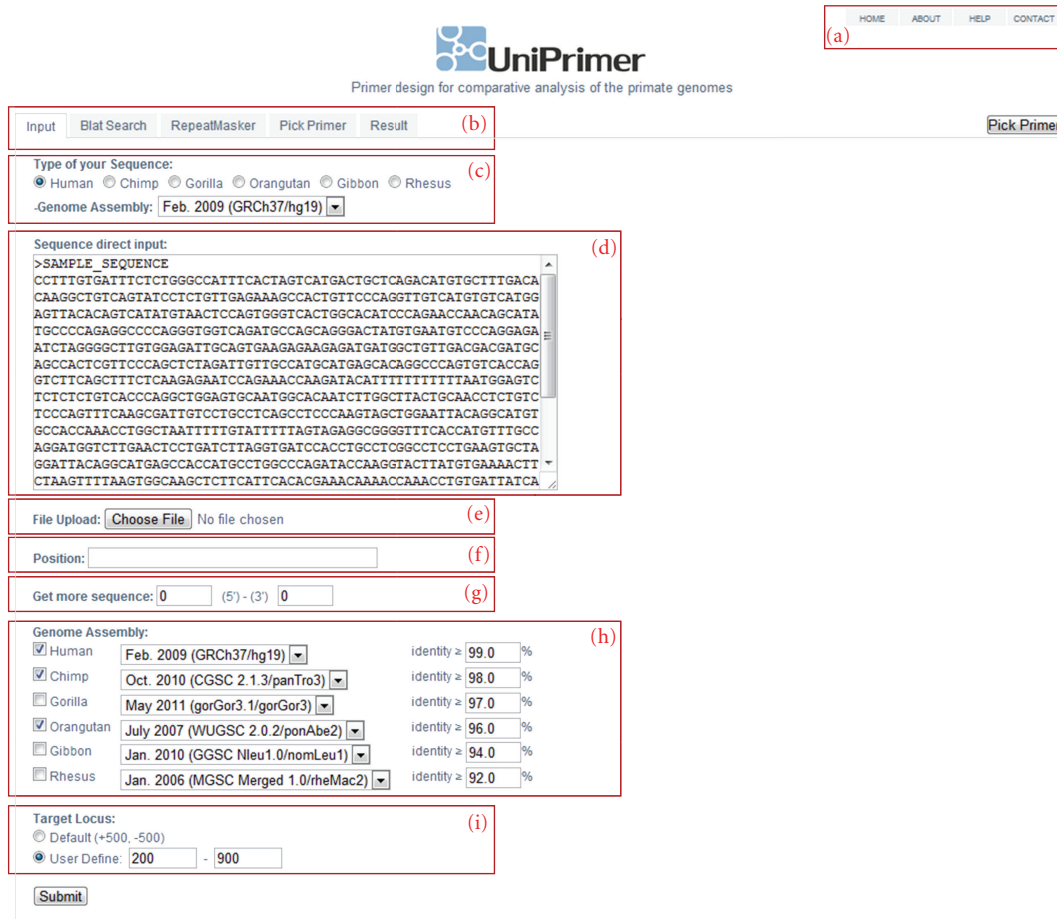 HOME ABOUT HELP CONTACT
(a)
UniPrimer
Primer design for comparative analysis of the primate genomes
Input Blat Search RepeatMasker Pick Primer Result (b)
Pick Primer
Type of your Sequence: (c)
Human Chimp Gorilla Orangutan Gibbon Rhesus
-Genome Assembly: Feb. 2009 (GRCh37/hg19)
Sequence direct input: (d)
>SAMPLE_SEQUENCE
CCTTTGTGATTTCTCTGGGCCATTTCACTAGTCATGACTGCTCAGACATGTGCTTTGACA
CAAGGCTGTCAGTATCCTCTGTTGAGAAAGCCACTGTTCCCAGGTTGTCATGTGTCATGG
AGTTACACAGTCATATGTAACTCCAGTGGGTCACTGGCACATCCCAGAACCAACAGCATA
TGCCCCAGAGGCCCCAGGGTGGTCAGATGCCAGCAGGGACTATGTGAATGTCCCAGGAGA
ATCTAGGGGCTTGTGGAGATTGCAGTGAAGAGAAGAGATGATGGCTGTTGACGACGATGC
AGCCACTCGTTCCCAGCTCTAGATTGTTGCCATGCATGAGCACAGGCCCAGTGTCACCAG
GTCTTCAGCTTTCTCAAGAGAATCCAGAAACCAAGATACATTTTTTTTTTTAATGGAGTC
TCTCTCTGTCACCCAGGCTGGAGTGCAATGGCACAATCTTGGCTTACTGCAACCTCTGTC
TCCCAGTTTCAAGCGATTGTCCTGCCTCAGCCTCCCAAGTAGCTGGAATTACAGGCATGT
GCCACCAAACCTGGCTAATTTTTGTATTTTTAGTAGAGGCGGGGTTTCACCATGTTTGCC
AGGATGGTCTTGAACTCCTGATCTTAGGTGATCCACCTGCCTCGGCCTCCTGAAGTGCTA
GGATTACAGGCATGAGCCACCATGCCTGGCCCAGATACCAAGGTACTTATGTGAAAACTT
CTAAGTTTTAAGTGGCAAGCTCTTCATTCACACGAAACAAAACCAAACCTGTGATTATCA
File Upload: Choose File No file chosen (e)
Position: (f)
Get more sequence: 0 (5') - (3') 0 (g)
Genome Assembly: (h)
Human Feb. 2009 (GRCh37/hg19) identity ≥ 99.0 %
Chimp Oct. 2010 (CGSC 2.1.3/panTro3) identity ≥ 98.0 %
Gorilla May 2011 (gorGor3.1/gorGor3) identity ≥ 97.0 %
Orangutan July 2007 (WUGSC 2.0.2/ponAbe2) identity ≥ 96.0 %
Gibbon Jan. 2010 (GGSC Nleu1.0/nomLeu1) identity ≥ 94.0 %
Rhesus Jan. 2006 (MGSC Merged 1.0/rheMac2) identity ≥ 92.0 %
Target Locus: (i)
Default (+500, -500)
User Define: 200 - 900
Submit